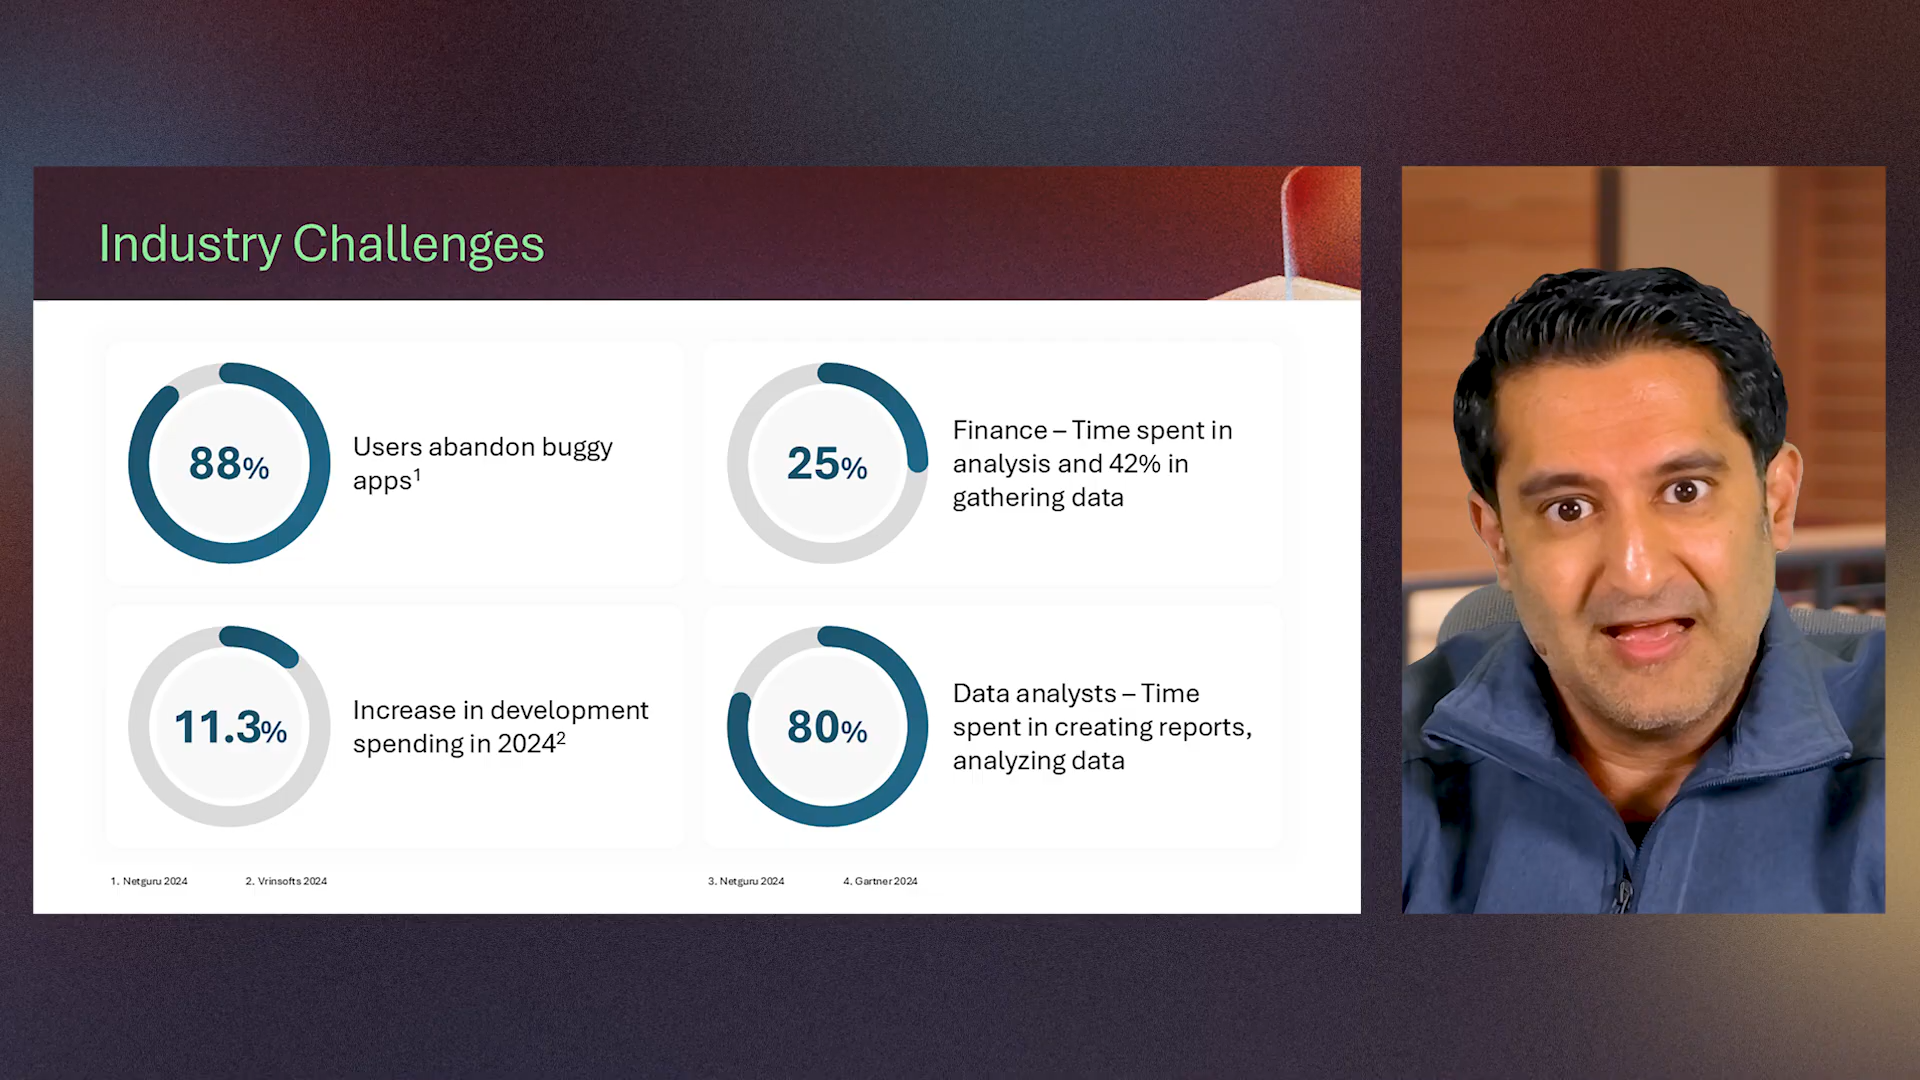 Industry Challenges
88%
Users abandon buggy
apps¹
25%
Finance – Time spent in
analysis and 42% in
gathering data
11.3%
Increase in development
spending in 2024²
80%
Data analysts – Time
spent in creating reports,
analyzing data
1. Netguru 2024
2. Vrinsofts 2024
3. Netguru 2024
4. Gartner 2024